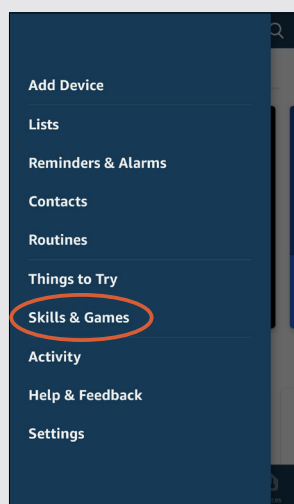 Add Device
Lists
Reminders & Alarms
Contacts
Routines
Things to Try
Skills & Games
Activity
Help & Feedback
Settings